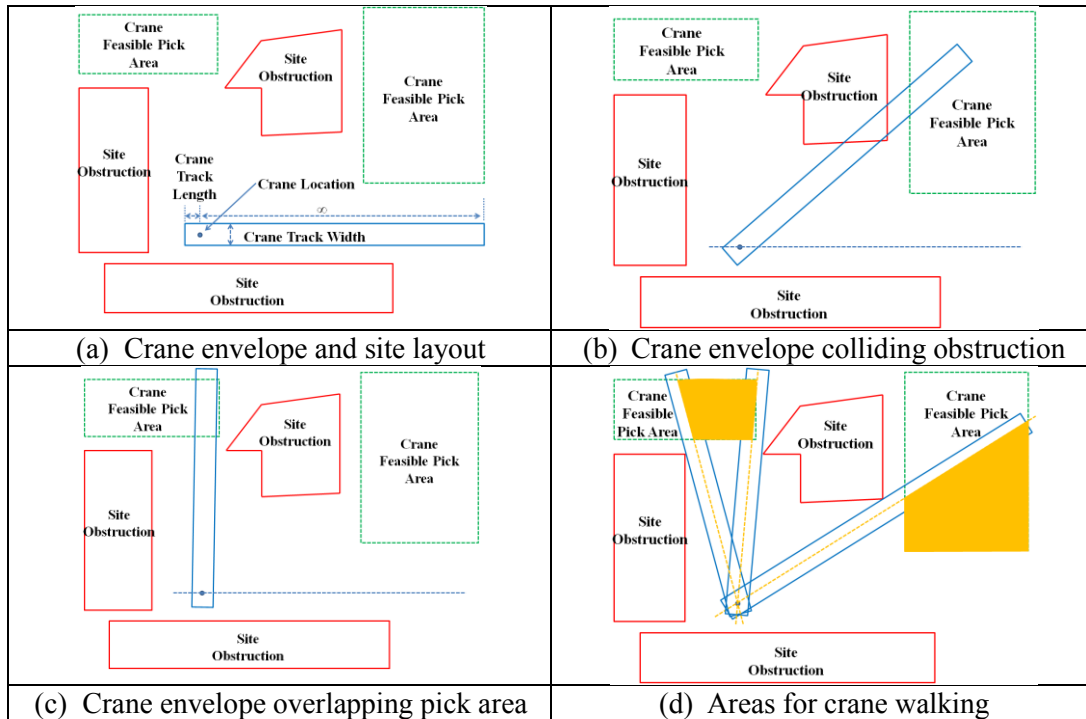 Crane
Feasible Pick
Area
Site
Obstruction
Crane
Feasible Pick
Area
Site
Obstruction
Crane
Track
Length
Crane Location
∞
Crane Track Width
Site
Obstruction
(a) Crane envelope and site layout
Crane
Feasible Pick
Area
Site
Obstruction
Crane
Feasible Pick
Area
Site
Obstruction
Site
Obstruction
(b) Crane envelope colliding obstruction
Crane
Feasible Pick
Area
Site
Obstruction
Crane
Feasible Pick
Area
Site
Obstruction
Site
Obstruction
(c) Crane envelope overlapping pick area
Crane
Feasible
Pick Area
Site
Obstruction
Crane
Feasible Pick
Area
Site
Obstruction
Site
Obstruction
(d) Areas for crane walking